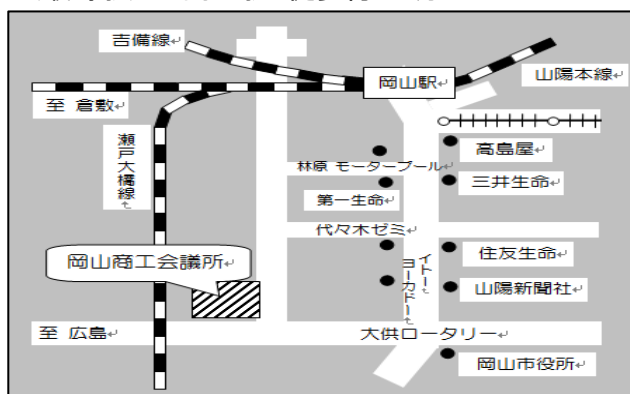 吉備線
岡山駅
山陽本線
至 倉敷
瀬戸大橋線
高島屋
林原 モータープール
三井生命
第一生命
代々木ゼミ
岡山商工会議所
住友生命
イトーヨーカドー
山陽新聞社
至 広島
大供ロータリー
岡山市役所